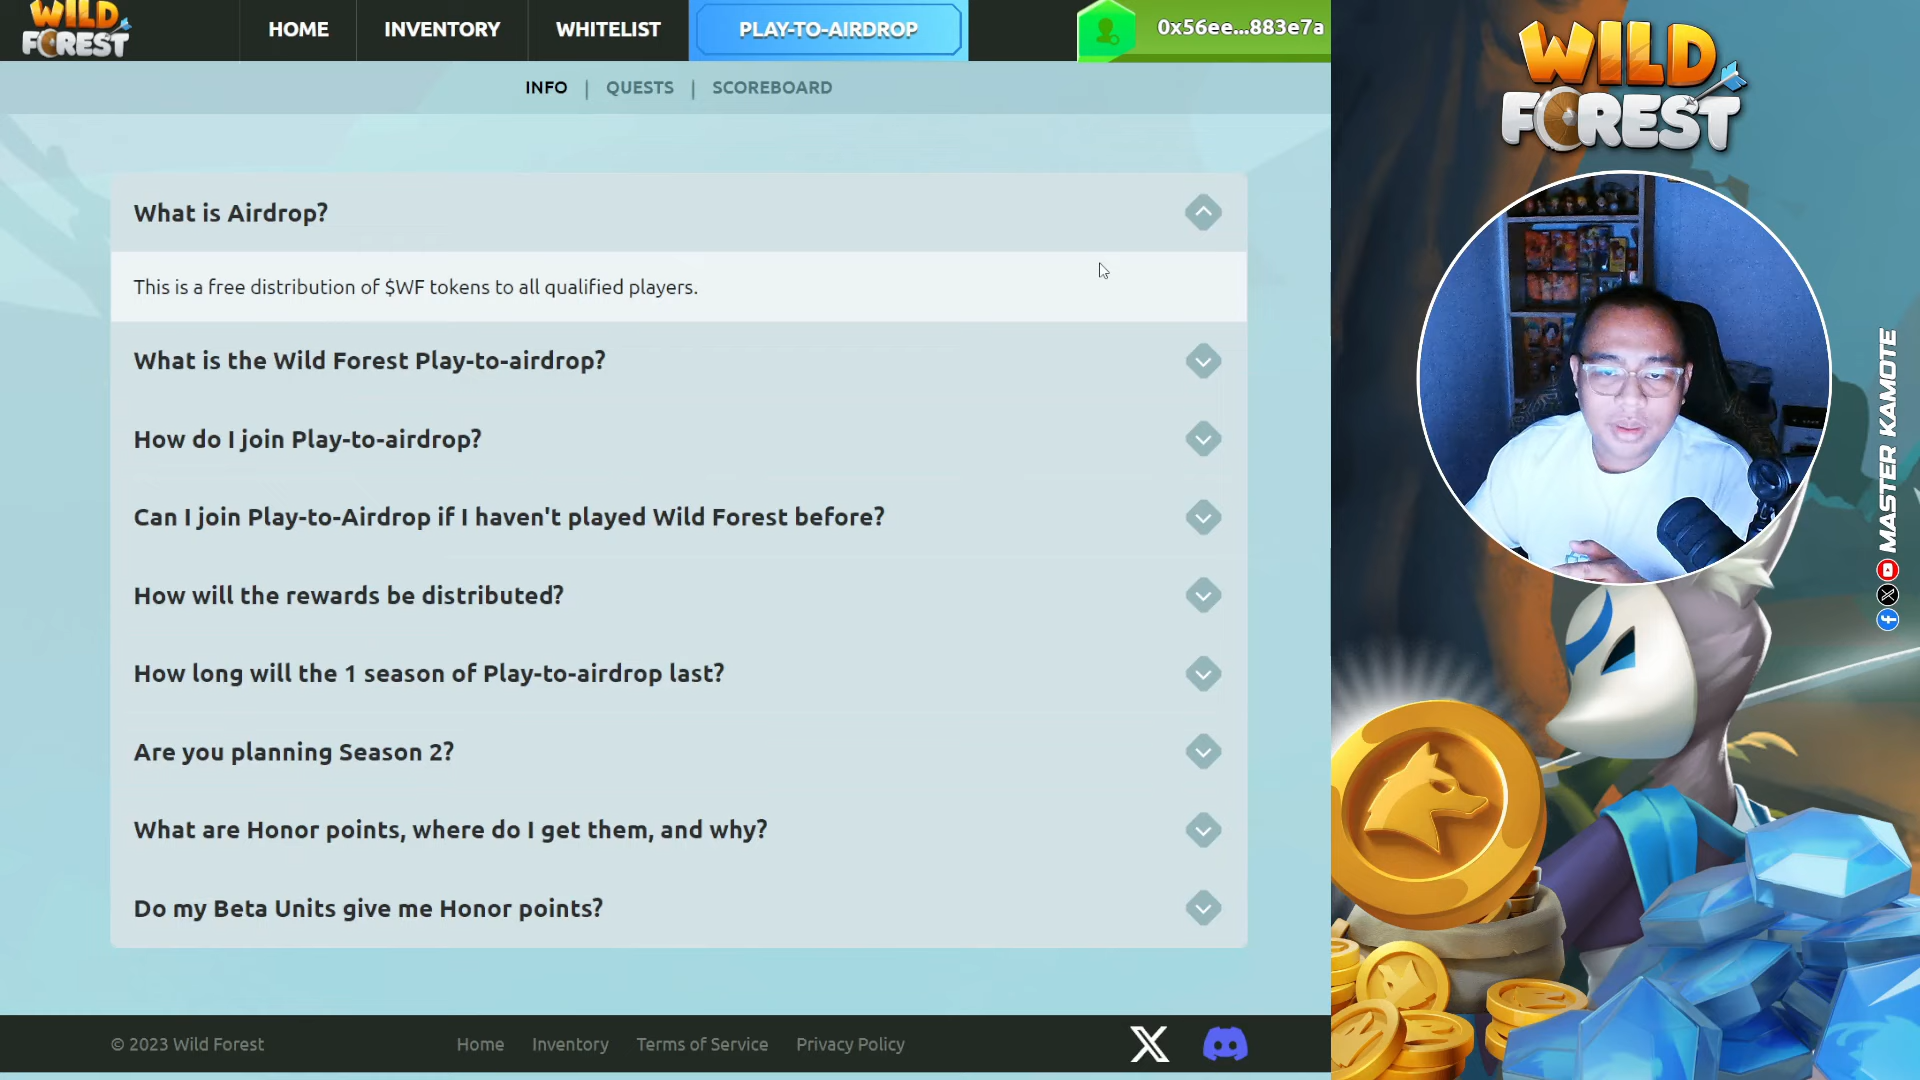 WILD
FOREST
HOME
INVENTORY
WHITELIST
PLAY-TO-AIRDROP
0x56ee...883e7a
INFO | QUESTS | SCOREBOARD
What is Airdrop?
This is a free distribution of $WF tokens to all qualified players.
What is the Wild Forest Play-to-airdrop?
How do I join Play-to-airdrop?
Can I join Play-to-Airdrop if I haven't played Wild Forest before?
How will the rewards be distributed?
How long will the 1 season of Play-to-airdrop last?
Are you planning Season 2?
What are Honor points, where do I get them, and why?
Do my Beta Units give me Honor points?
© 2023 Wild Forest
Home
Inventory
Terms of Service
Privacy Policy
WILD
FOREST
MASTER KAMOTE